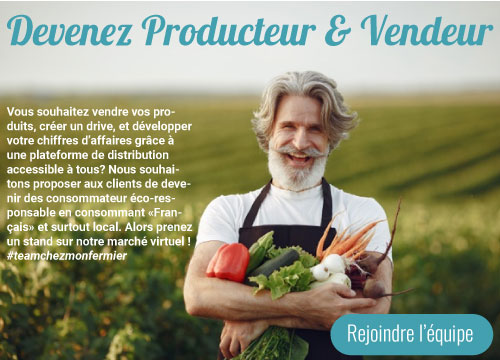 Devenez Producteur & Vendeur
Vous souhaitez vendre vos pro-
duits, créer un drive, et développer
votre chiffres d'affaires grâce à
une plateforme de distribution
accessible à tous? Nous souhai-
tons proposer aux clients de deve-
nir des consommateur éco-res-
ponsable en consommant «Fran-
çais» et surtout local. Alors prenez
un stand sur notre marché virtuel !
#teamchezmonfermier
Rejoindre l'équipe